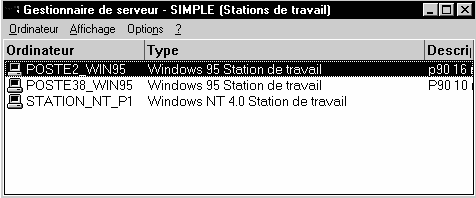 Gestionnaire de serveur - SIMPLE (Stations de travail)
Ordinateur Affichage Options ?
Ordinateur Type Descri
POSTE2_WIN95 Windows 95 Station de travail p90 16
POSTE38_WIN95 Windows 95 Station de travail P90 10
STATION_NT_P1 Windows NT 4.0 Station de travail